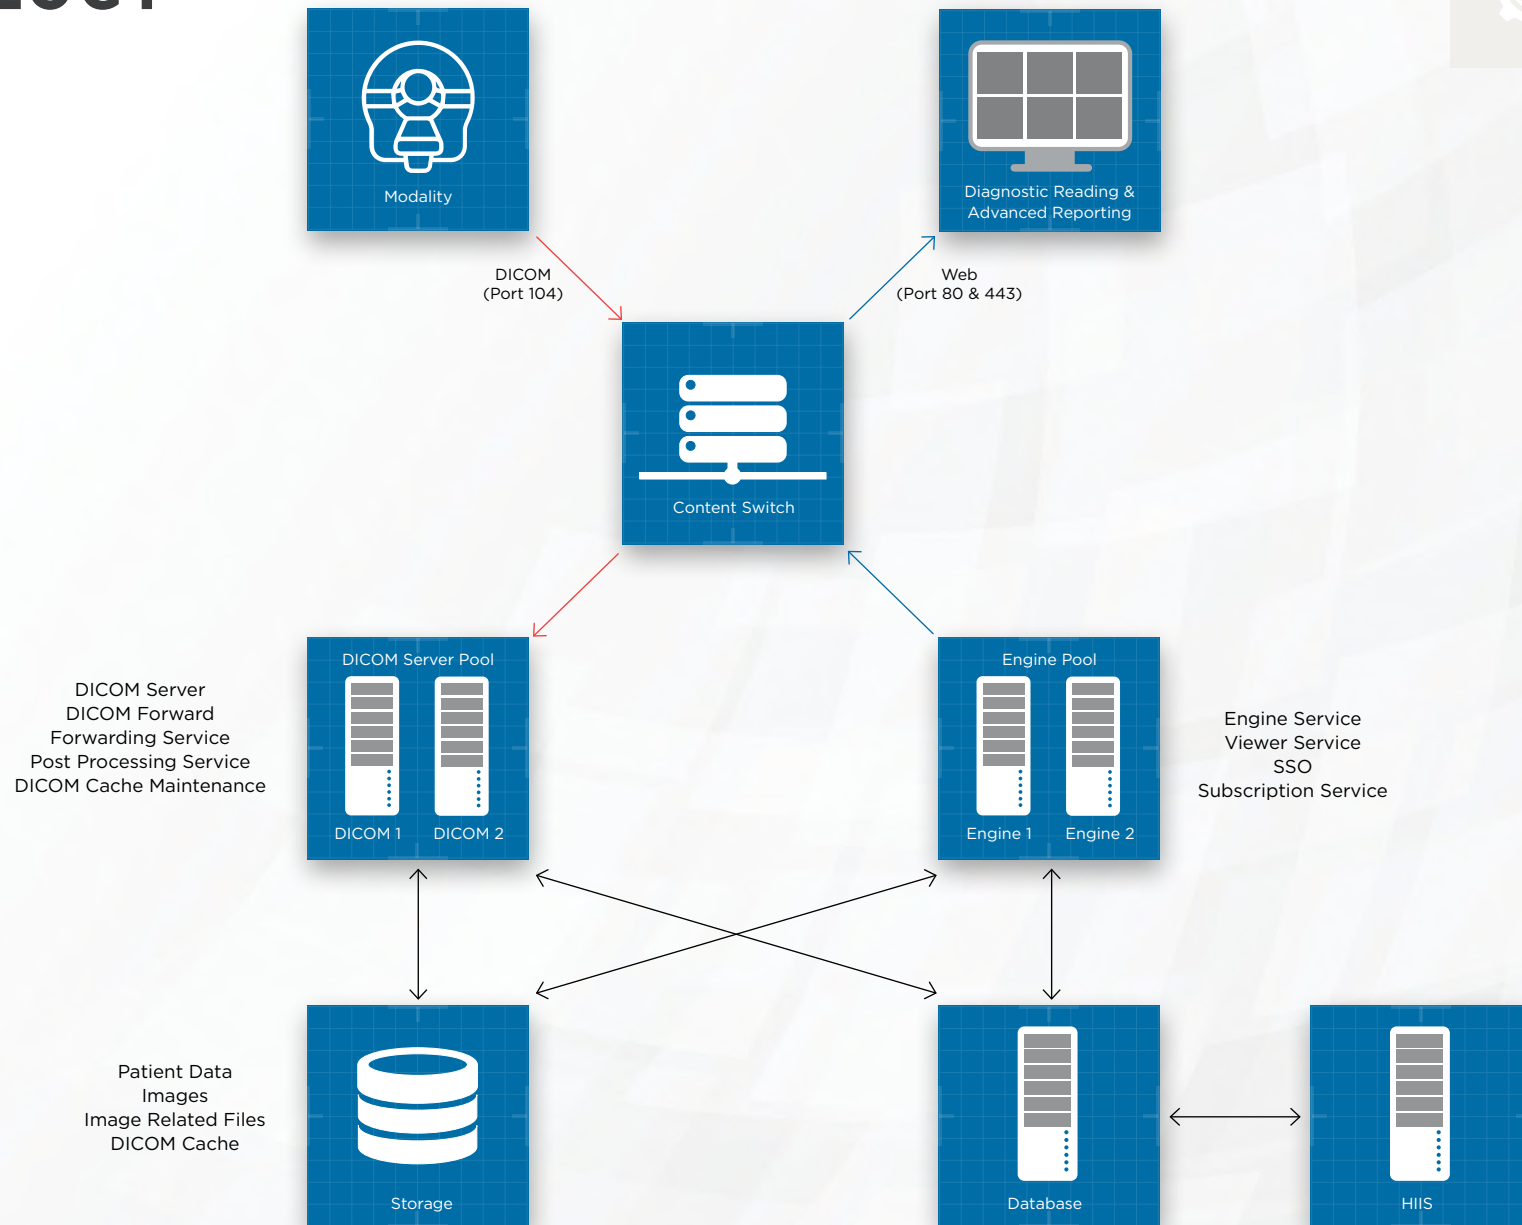 Modality
Diagnostic Reading &
Advanced Reporting
DICOM
(Port 104)
Web
(Port 80 & 443)
Content Switch
DICOM Server Pool
DICOM 1
DICOM 2
DICOM Server
DICOM Forward
Forwarding Service
Post Processing Service
DICOM Cache Maintenance
Engine Pool
Engine 1
Engine 2
Engine Service
Viewer Service
SSO
Subscription Service
Patient Data
Images
Image Related Files
DICOM Cache
Storage
Database
HIIS